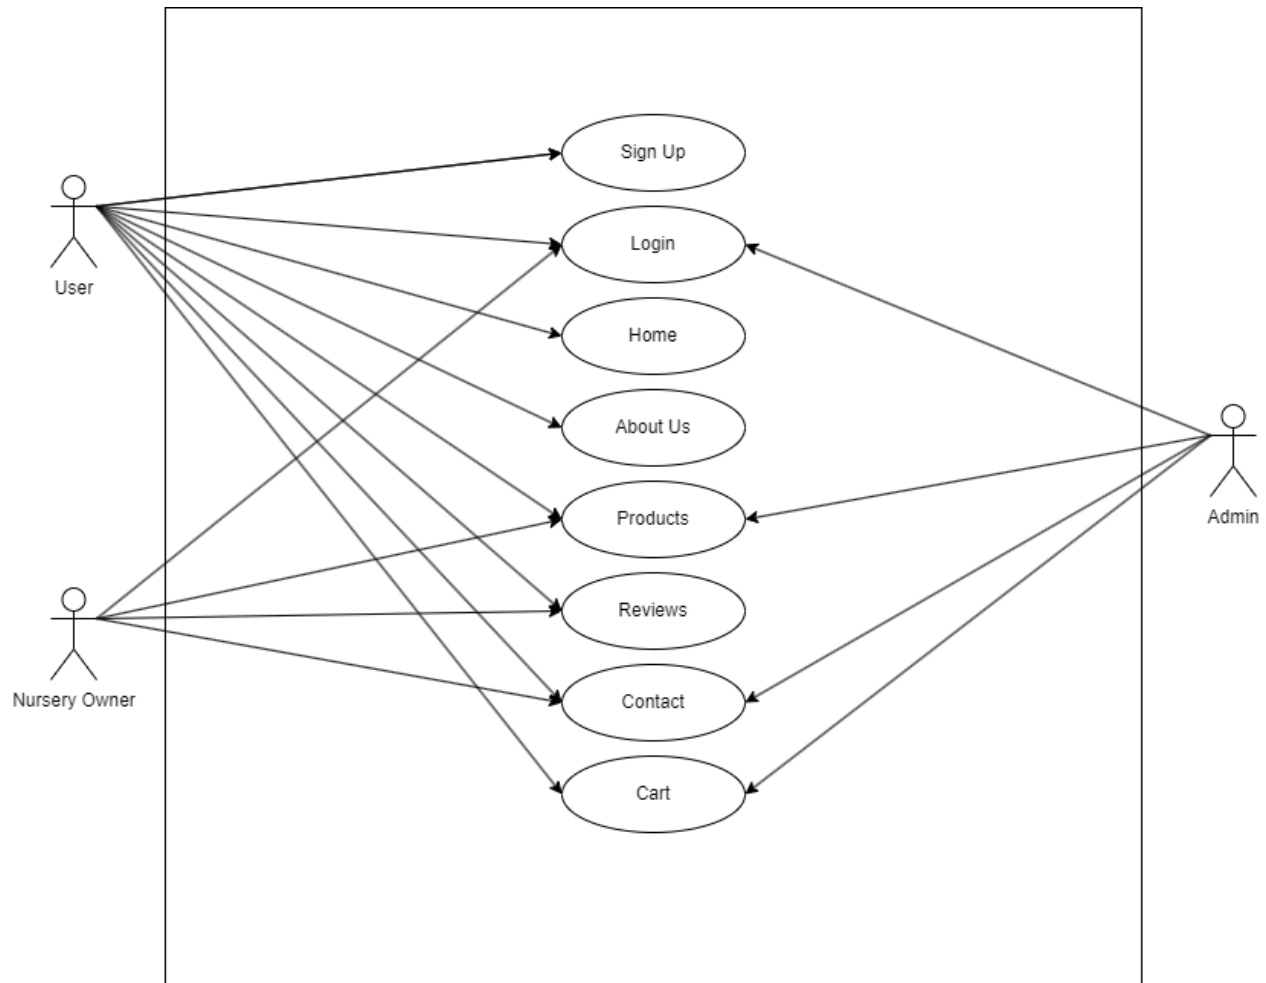 Sign Up
User
Login
Home
About Us
Products
Admin
Reviews
Nursery Owner
Contact
Cart